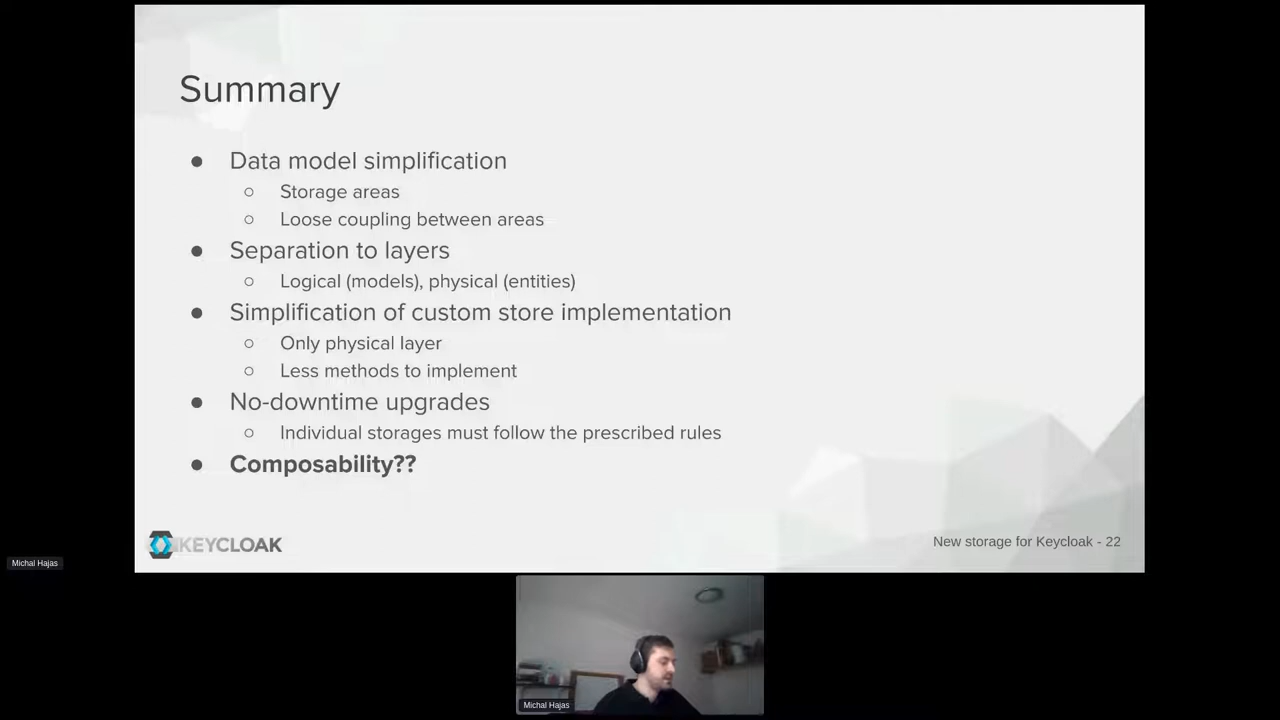 Summary
● Data model simplification
○ Storage areas
○ Loose coupling between areas
● Separation to layers
○ Logical (models), physical (entities)
● Simplification of custom store implementation
○ Only physical layer
○ Less methods to implement
● No-downtime upgrades
○ Individual storages must follow the prescribed rules
● Composability??
KEYCLOAK
New storage for Keycloak - 22
Michal Hajas
Michal Hajas